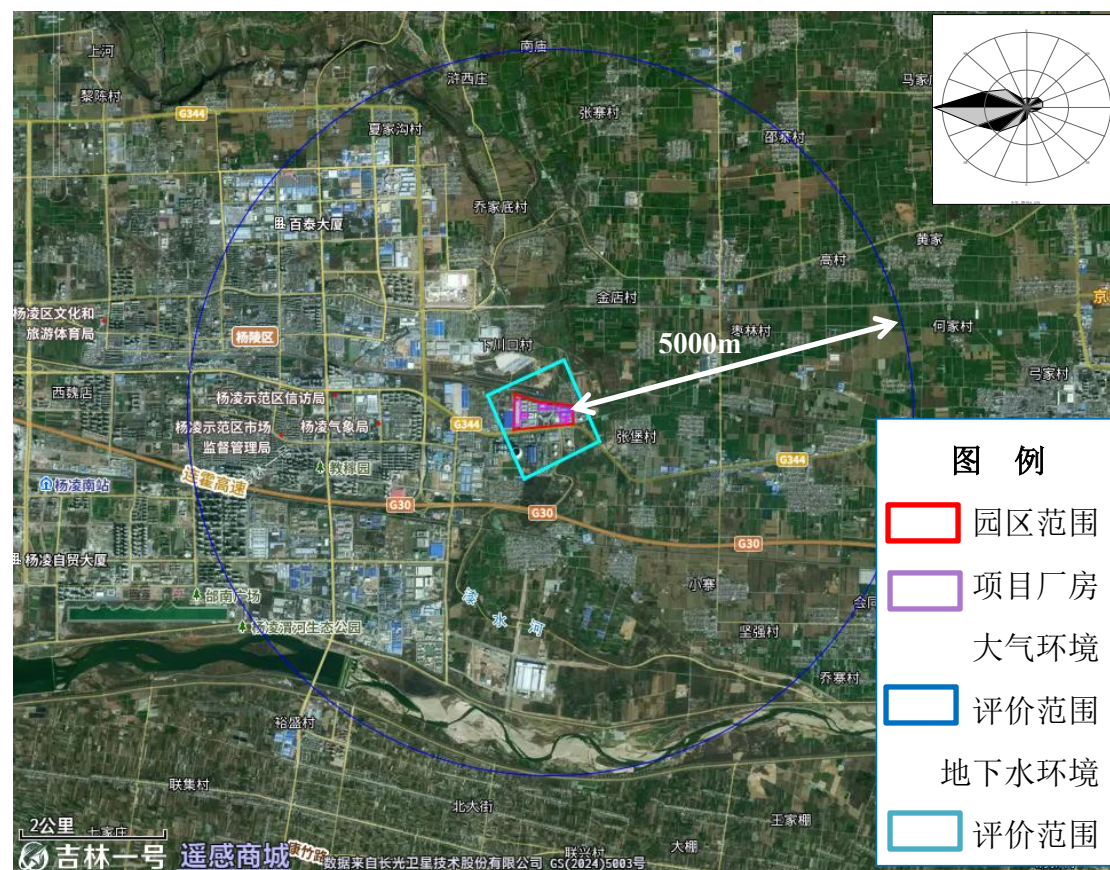 南庙
上河
浒西庄
黎陈村
G344
张寨村
夏家沟村
邵寨村
乔家底村
百泰大厦
黄家
高村
金店村
京
杨凌区文化和
旅游体育局
杨陵区
何家村
枣林村
5000m
下川口村
弓家村
西魏店
杨凌示范区信访局
杨凌示范区市场
监督管理局
杨凌气象局
G344
张堡村
教稼园
G344
连霍高速
杨凌南站
G30
G30
G30
杨凌自贸大厦
小寨
邰南广场
杨凌渭河生态公园
漆水河
坚强村
乔寨村
裕盛村
联集村
北大街
王家棚
大棚
联兴村
康竹路
七家庄
2公里
吉林一号 遥感商城
数据来自长光卫星技术股份有限公司 GS(2024)5003号
图 例
园区范围
项目厂房
大气环境
评价范围
地下水环境
评价范围